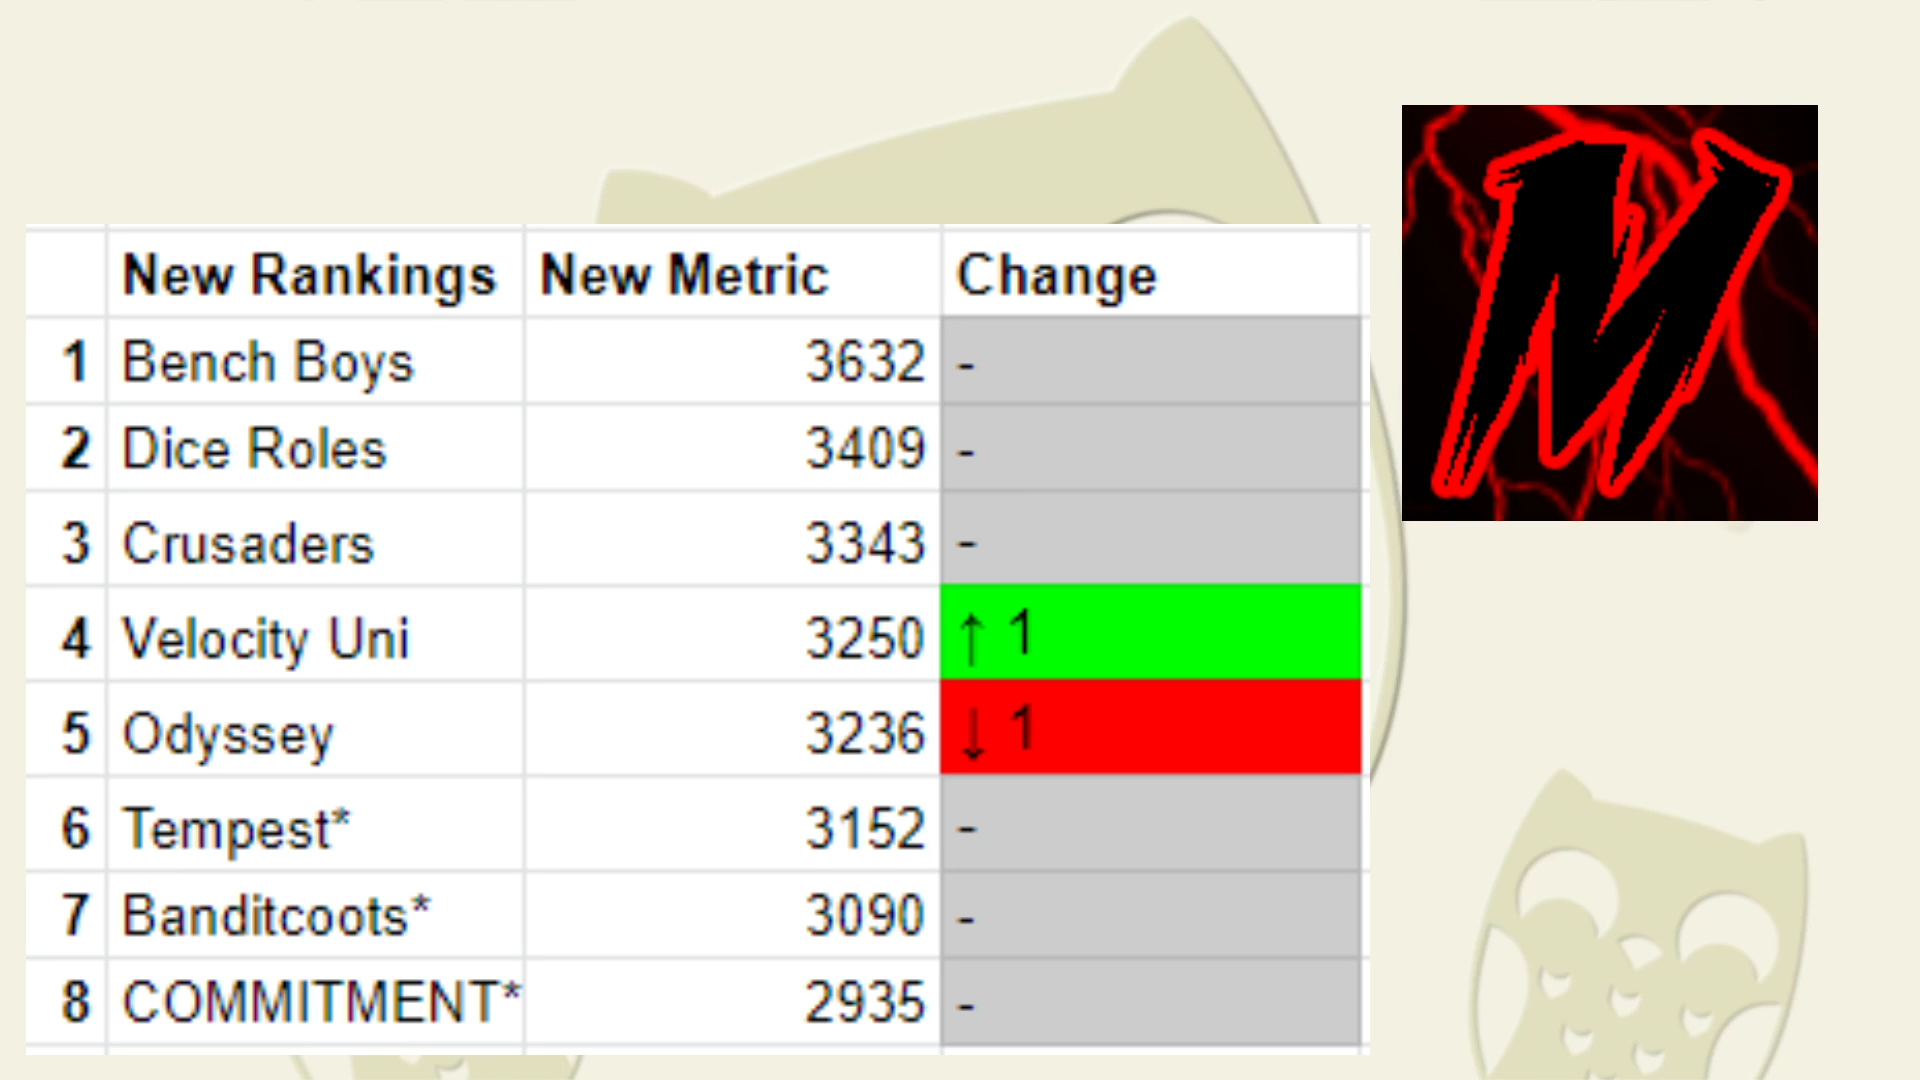 New Rankings New Metric Change
1 Bench Boys 3632 -
2 Dice Roles 3409 -
3 Crusaders 3343 -
4 Velocity Uni 3250 ↑ 1
5 Odyssey 3236 ↓ 1
6 Tempest* 3152 -
7 Banditcoots* 3090 -
8 COMMITMENT* 2935 -
M